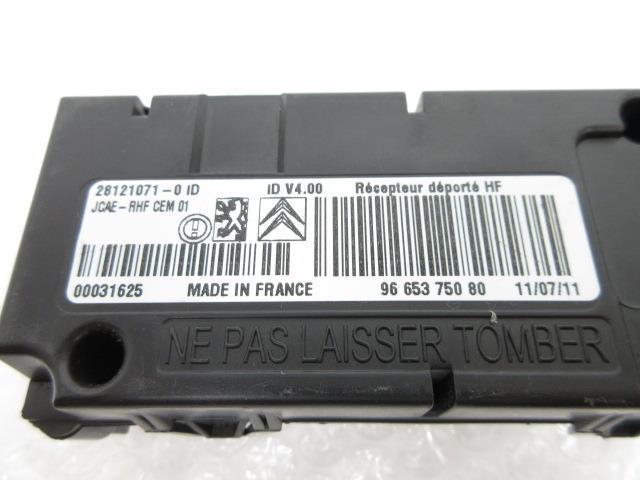 28121071-0 ID ID V4.00 Récepteur déporté HF
JCAE-RHF CEM 01
00031625 MADE IN FRANCE 96 653 750 80 11/07/11
NE PAS LAISSER TOMBER